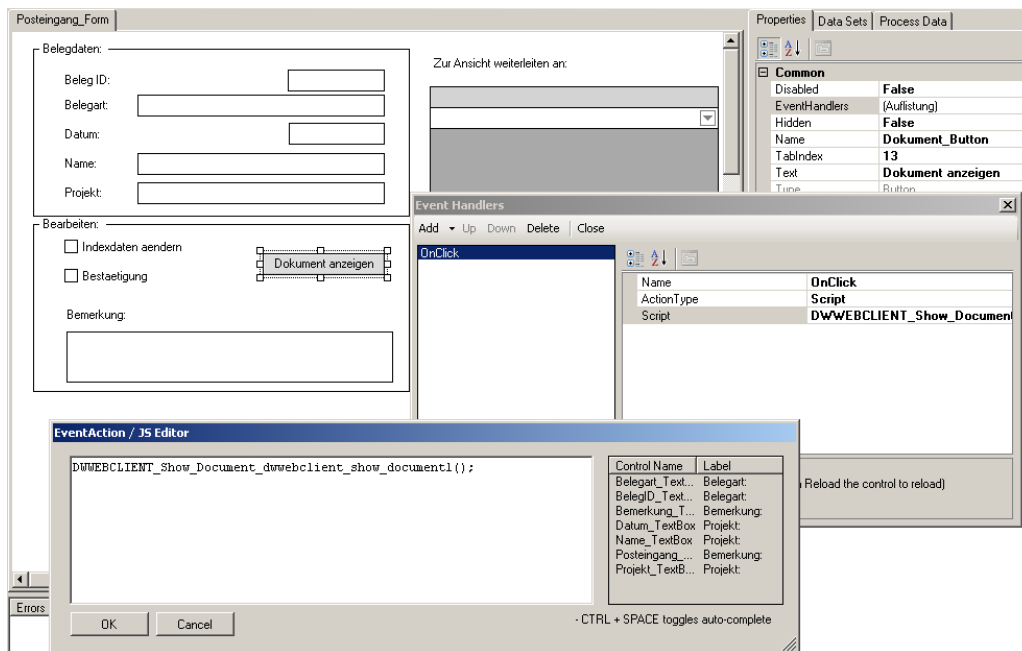 Posteingang_Form
Belegdaten:
Beleg ID:
Belegart:
Datum:
Name:
Projekt:
Zur Ansicht weiterleiten an:
Bearbeiten:
Indexdaten aendern
Bestaetigung
Dokument anzeigen
Bemerkung:
Properties Data Sets Process Data
Common
Disabled False
EventHandlers (Auflistung)
Hidden False
Name Dokument_Button
TabIndex 13
Text Dokument anzeigen
Type Button
Event Handlers
Add Up Down Delete Close
OnClick
Name OnClick
ActionType Script
Script DWWEBCLIENT_Show_Document
Reload the control to reload)
EventAction / JS Editor
DWWEBCLIENT_Show_Document_dwwebclient_show_document1();
Control Name Label
Belegart_Text... Belegart:
BelegID_Text... Belegart:
Bemerkung_T... Bemerkung:
Datum_TextBox Projekt:
Name_TextBox Projekt:
Posteingang_... Bemerkung:
Projekt_TextB... Projekt:
OK Cancel
- CTRL + SPACE toggles auto-complete
Errors